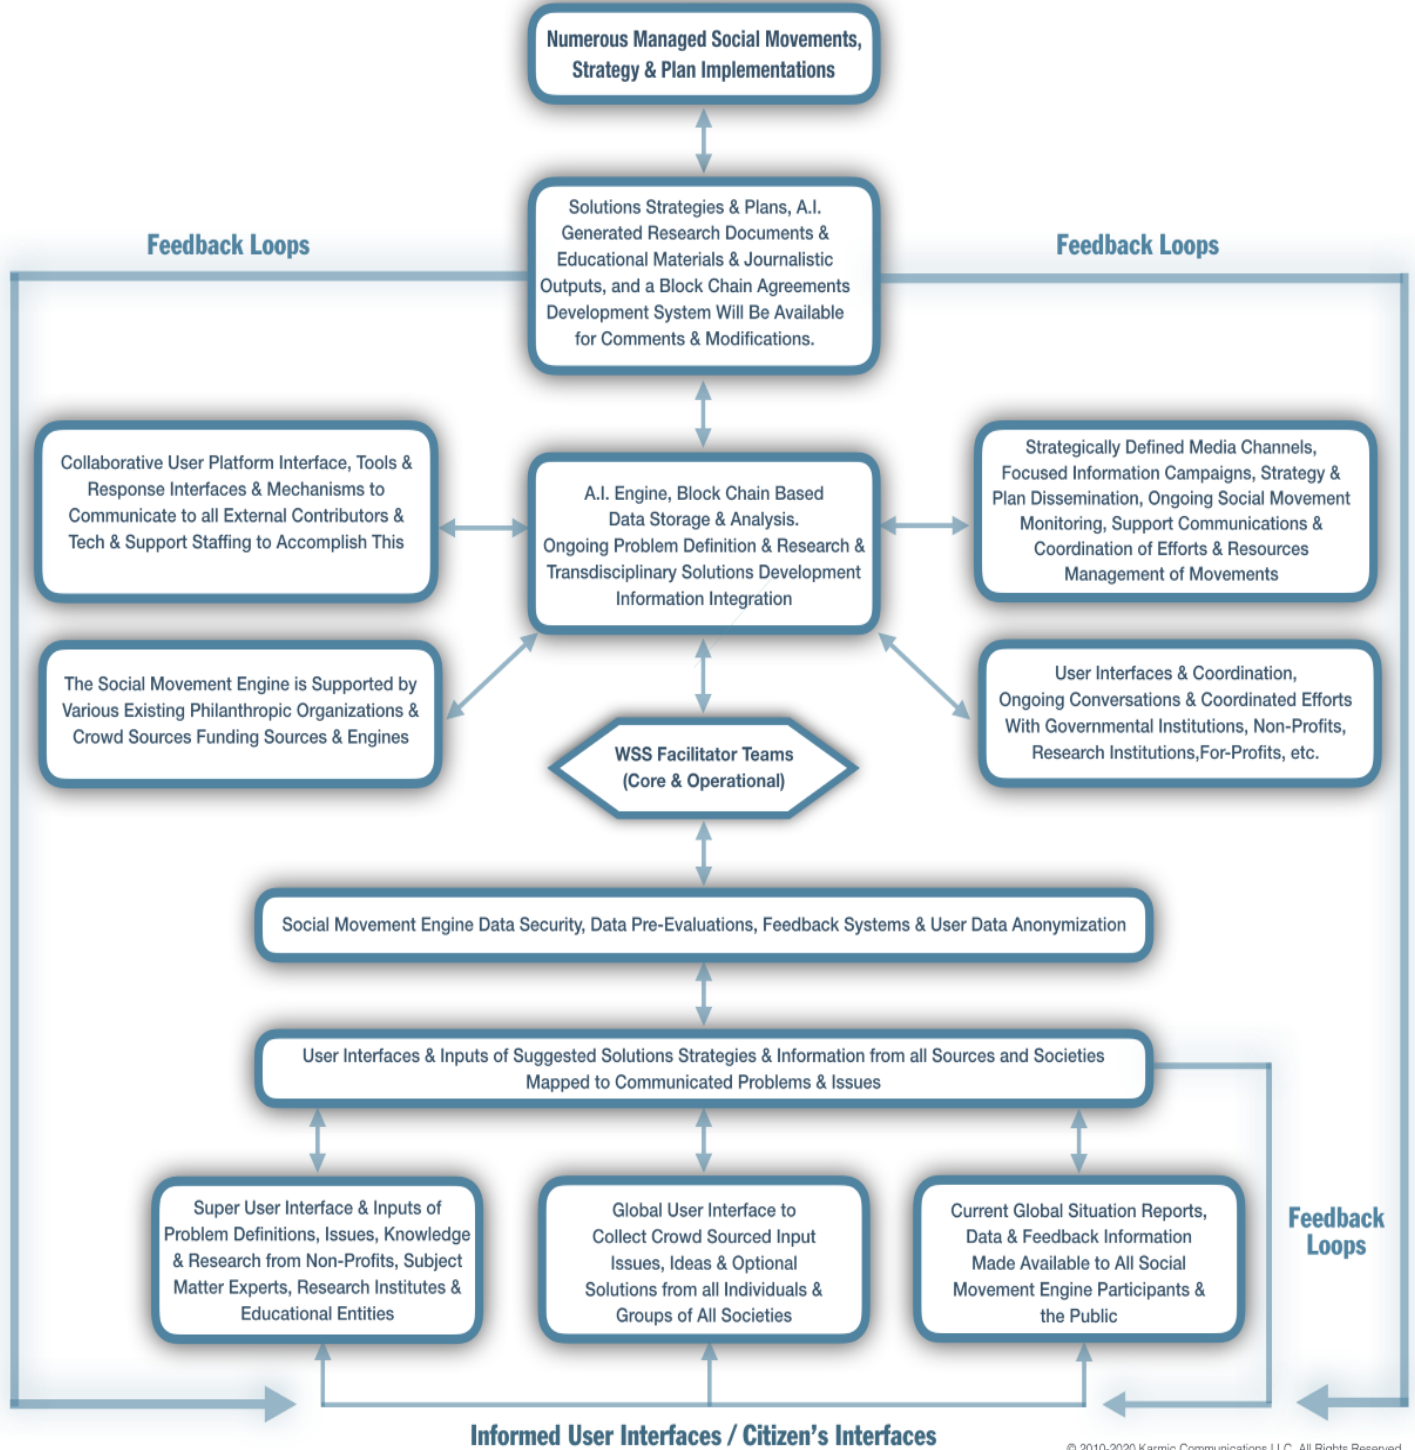 Numerous Managed Social Movements,
Strategy & Plan Implementations
Solutions Strategies & Plans, A.I.
Generated Research Documents &
Educational Materials & Journalistic
Outputs, and a Block Chain Agreements
Development System Will Be Available
for Comments & Modifications.
Feedback Loops
Feedback Loops
Collaborative User Platform Interface, Tools &
Response Interfaces & Mechanisms to
Communicate to all External Contributors &
Tech & Support Staffing to Accomplish This
A.I. Engine, Block Chain Based
Data Storage & Analysis.
Ongoing Problem Definition & Research &
Transdisciplinary Solutions Development
Information Integration
Strategically Defined Media Channels,
Focused Information Campaigns, Strategy &
Plan Dissemination, Ongoing Social Movement
Monitoring, Support Communications &
Coordination of Efforts & Resources
Management of Movements
The Social Movement Engine is Supported by
Various Existing Philanthropic Organizations &
Crowd Sources Funding Sources & Engines
User Interfaces & Coordination,
Ongoing Conversations & Coordinated Efforts
With Governmental Institutions, Non-Profits,
Research Institutions,For-Profits, etc.
WSS Facilitator Teams
(Core & Operational)
Social Movement Engine Data Security, Data Pre-Evaluations, Feedback Systems & User Data Anonymization
User Interfaces & Inputs of Suggested Solutions Strategies & Information from all Sources and Societies
Mapped to Communicated Problems & Issues
Super User Interface & Inputs of
Problem Definitions, Issues, Knowledge
& Research from Non-Profits, Subject
Matter Experts, Research Institutes &
Educational Entities
Global User Interface to
Collect Crowd Sourced Input
Issues, Ideas & Optional
Solutions from all Individuals &
Groups of All Societies
Current Global Situation Reports,
Data & Feedback Information
Made Available to All Social
Movement Engine Participants &
the Public
Feedback
Loops
Informed User Interfaces / Citizen's Interfaces
© 2010-2020 Karmic Communications LLC, All Rights Reserved